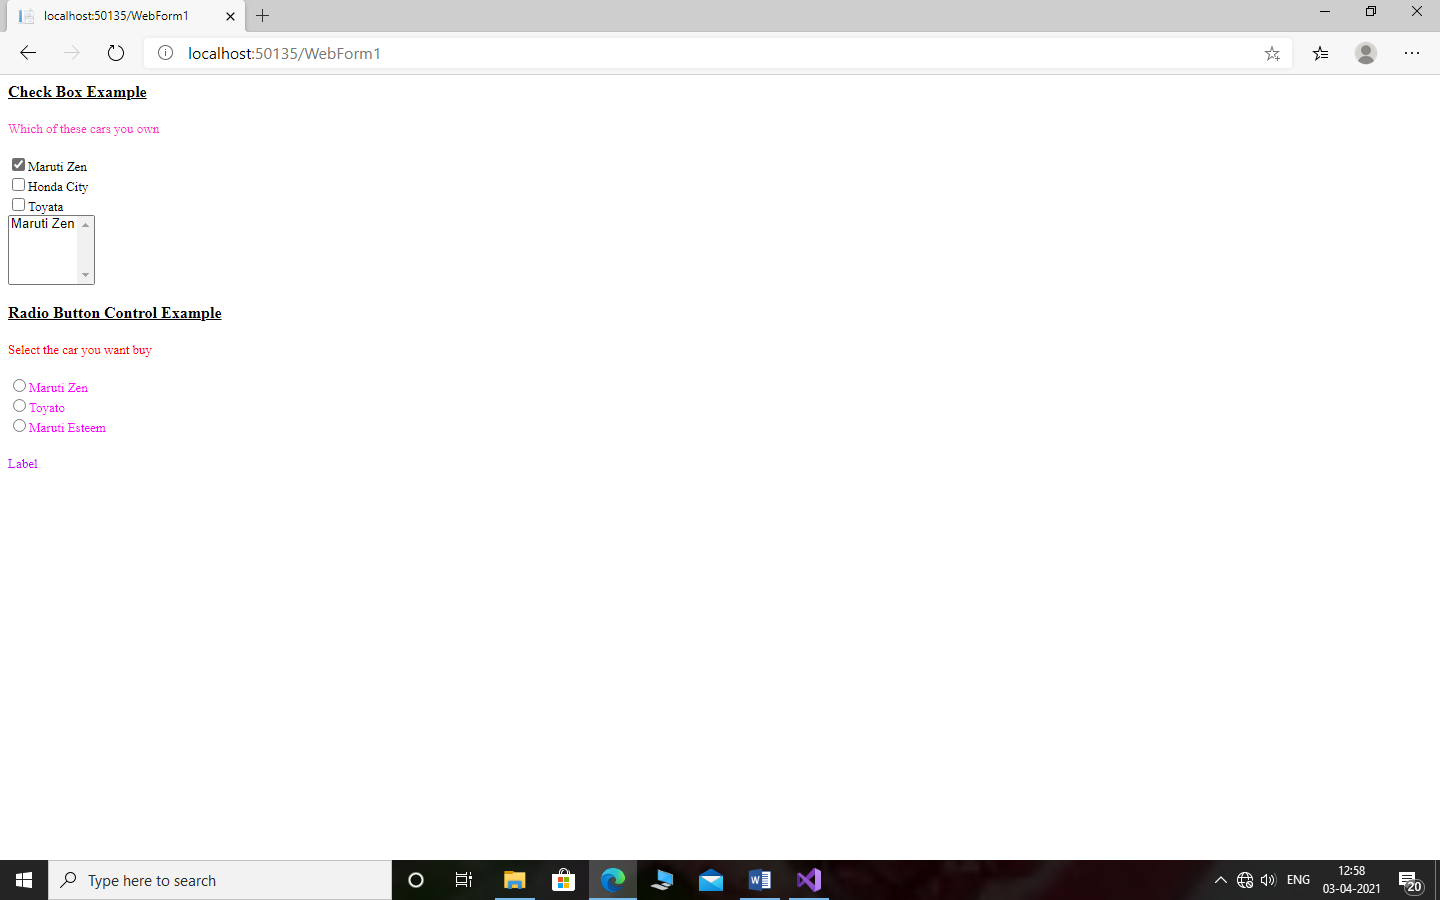 localhost:50135/WebForm1
localhost:50135/WebForm1
Check Box Example
Which of these cars you own
Maruti Zen
Honda City
Toyata
Maruti Zen
Radio Button Control Example
Select the car you want buy
Maruti Zen
Toyato
Maruti Esteem
Label
Type here to search
ENG
12:58
03-04-2021
20